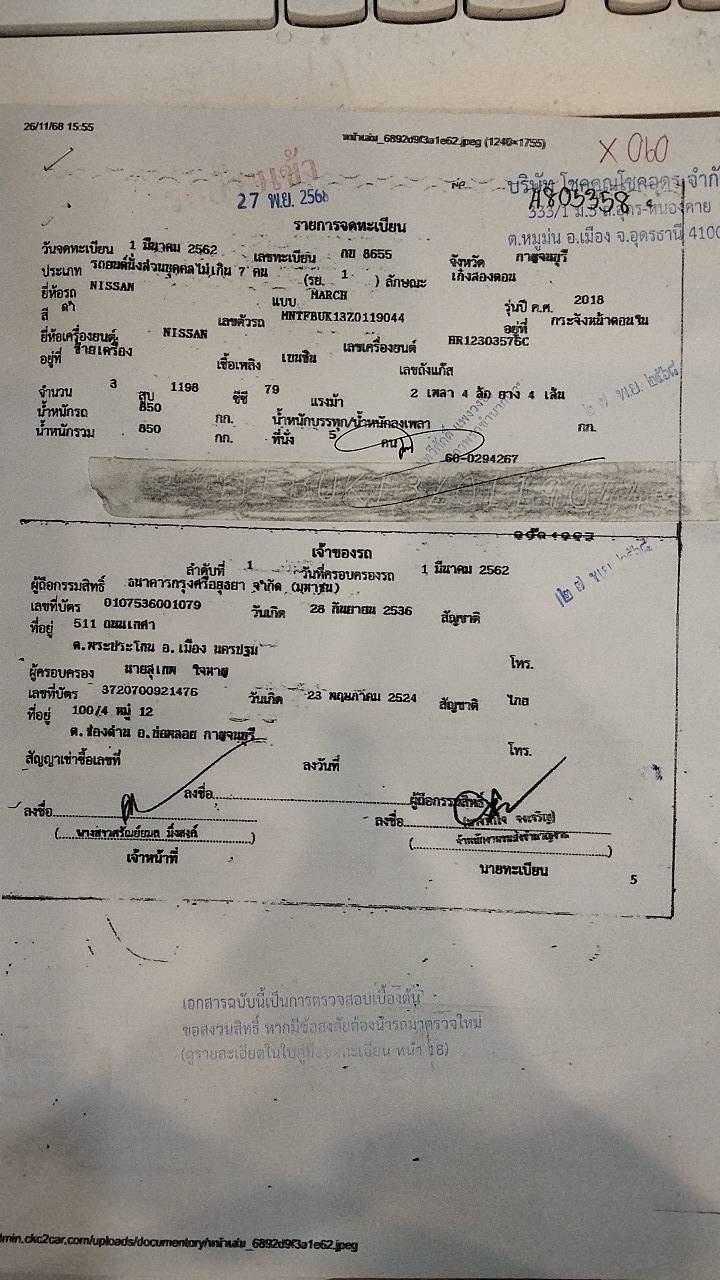 26/11/68 15:55
หน้าเล่ม_6892d9f3a1e62.jpeg (1240×1755)
X 060
27 พ.ย. 2568
บริษัท โชคคูณโชคอุดร จำกั
A805358
333/1 ม.5 ถ.อุดร-หนองคาย
ต.หมูม่น อ.เมือง จ.อุดรธานี 4100
รายการจดทะเบียน
วันจดทะเบียน 1 มีนาคม 2562 เลขทะเบียน กข 8655 จังหวัด กาญจนบุรี
ประเภท รถยนต์นั่งส่วนบุคคลไม่เกิน 7 คน (รย. 1 ) ลักษณะ เก๋งสองตอน
ยี่ห้อรถ NISSAN แบบ MARCH รุ่นปี ค.ศ. 2018
สี ดำ เลขตัวรถ MNTFBUK13Z0119044 อยู่ที่ กระจังหน้าตอนใน
ยี่ห้อเครื่องยนต์ NISSAN เลขเครื่องยนต์ HR12303576C
อยู่ที่ ซ้ายเครื่อง เชื้อเพลิง เบนซิน เลขถังแก๊ส
จำนวน 3 สูบ 1198 ซีซี 79 แรงม้า 2 เพลา 4 ล้อ ยาง 4 เส้น
น้ำหนักรถ 850 กก. น้ำหนักบรรทุก/น้ำหนักลงเพลา กก.
น้ำหนักรวม 850 กก. ที่นั่ง 5 คน
๒๗ พ.ย. ๒๕๖๘
60-0294267
เจ้าของรถ
ลำดับที่ 1 วันที่ครอบครองรถ 1 มีนาคม 2562
ผู้ถือกรรมสิทธิ์ ธนาคารกรุงศรีอยุธยา จำกัด (มหาชน)
เลขที่บัตร 0107536001079 วันเกิด 28 กันยายน 2536 สัญชาติ
๒๗ พ.ย. ๒๕๖๘
ที่อยู่ 511 ถนนเทศา
ต.พระประโทน อ.เมือง นครปฐม
โทร.
ผู้ครอบครอง นายสุเทพ ใจหาญ
เลขที่บัตร 3720700921476 วันเกิด 23 พฤษภาคม 2524 สัญชาติ ไทย
ที่อยู่ 100/4 หมู่ 12
ต.ช่องด่าน อ.บ่อพลอย กาญจนบุรี
โทร.
สัญญาเช่าซื้อเลขที่ ลงวันที่
ลงชื่อ ผู้ถือกรรมสิทธิ์
ลงชื่อ ลงชื่อ
เจ้าหน้าที่ นายทะเบียน
5
เอกสารฉบับนี้เป็นการตรวจสอบเบื้องต้น
ขอสงวนสิทธิ์ หากมีข้อสงสัยต้องนำรถมาตรวจใหม่
(ดูรายละเอียดในใบคู่มือจดทะเบียน หน้า 18)
dmin.ckc2car.com/uploads/documentory/หน้าเล่ม_6892d9f3a1e62.jpeg